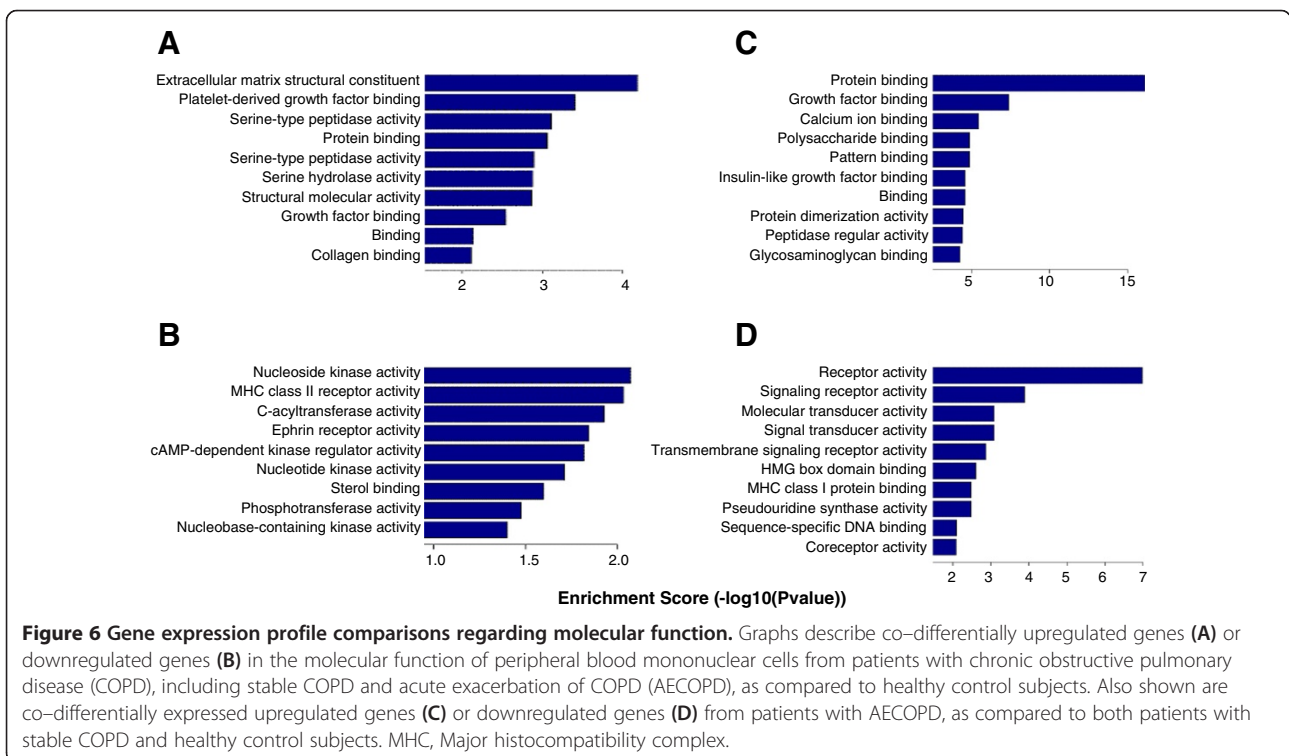 A
Extracellular matrix structural constituent
Platelet-derived growth factor binding
Serine-type peptidase activity
Protein binding
Serine-type peptidase activity
Serine hydrolase activity
Structural molecular activity
Growth factor binding
Binding
Collagen binding
2 3 4
C
Protein binding
Growth factor binding
Calcium ion binding
Polysaccharide binding
Pattern binding
Insulin-like growth factor binding
Binding
Protein dimerization activity
Peptidase regular activity
Glycosaminoglycan binding
5 10 15
B
Nucleoside kinase activity
MHC class II receptor activity
C-acyltransferase activity
Ephrin receptor activity
cAMP-dependent kinase regulator activity
Nucleotide kinase activity
Sterol binding
Phosphotransferase activity
Nucleobase-containing kinase activity
1.0 1.5 2.0
D
Receptor activity
Signaling receptor activity
Molecular transducer activity
Signal transducer activity
Transmembrane signaling receptor activity
HMG box domain binding
MHC class I protein binding
Pseudouridine synthase activity
Sequence-specific DNA binding
Coreceptor activity
2 3 4 5 6 7
Enrichment Score (-log10(Pvalue))
Figure 6 Gene expression profile comparisons regarding molecular function. Graphs describe co–differentially upregulated genes (A) or
downregulated genes (B) in the molecular function of peripheral blood mononuclear cells from patients with chronic obstructive pulmonary
disease (COPD), including stable COPD and acute exacerbation of COPD (AECOPD), as compared to healthy control subjects. Also shown are
co–differentially expressed upregulated genes (C) or downregulated genes (D) from patients with AECOPD, as compared to both patients with
stable COPD and healthy control subjects. MHC, Major histocompatibility complex.